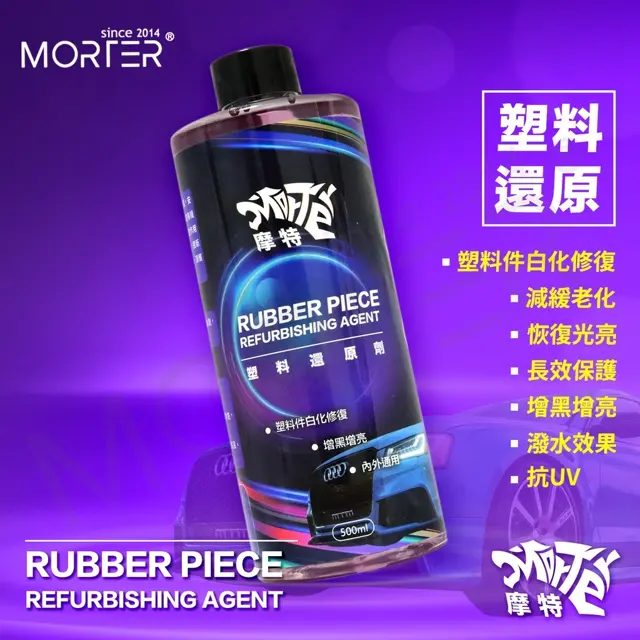 since 2014
MORTER®
塑料
還原
塑料件白化修復
減緩老化
恢復光亮
長效保護
增黑增亮
潑水效果
抗UV
Morter
摩特
RUBBER PIECE
REFURBISHING AGENT
塑料還原劑
塑料件白化修復
增黑增亮
內外通用
500ml
RUBBER PIECE
REFURBISHING AGENT
Morter
摩特